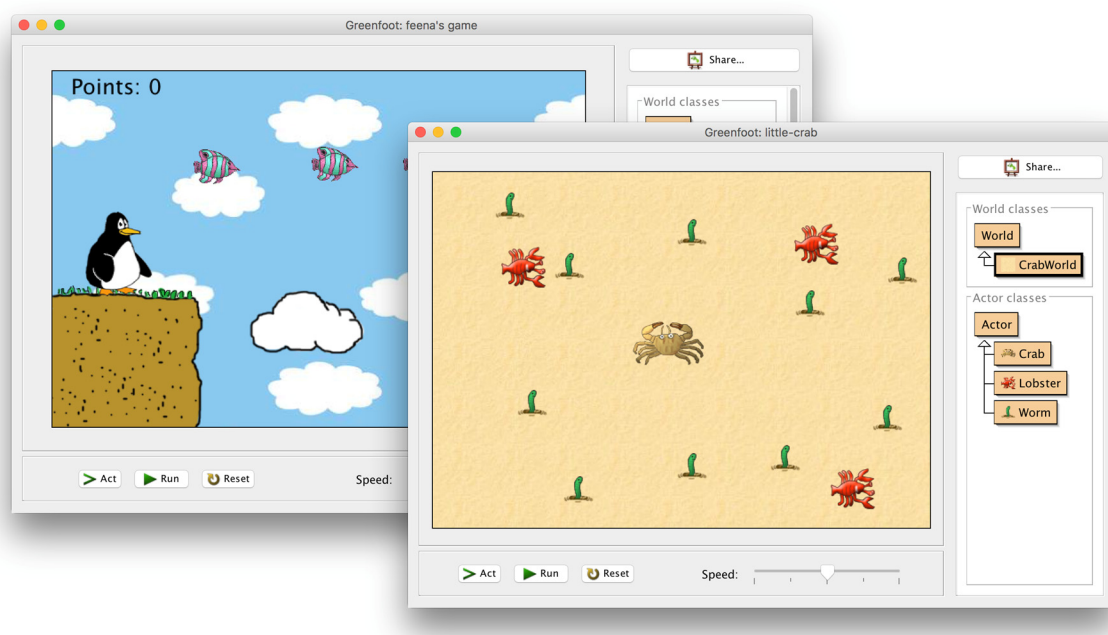 Greenfoot: feena's game
Share...
Points: 0
World classes
Act
Run
Reset
Speed:
Greenfoot: little-crab
Share...
World classes
World
CrabWorld
Actor classes
Actor
Crab
Lobster
Worm
Act
Run
Reset
Speed: